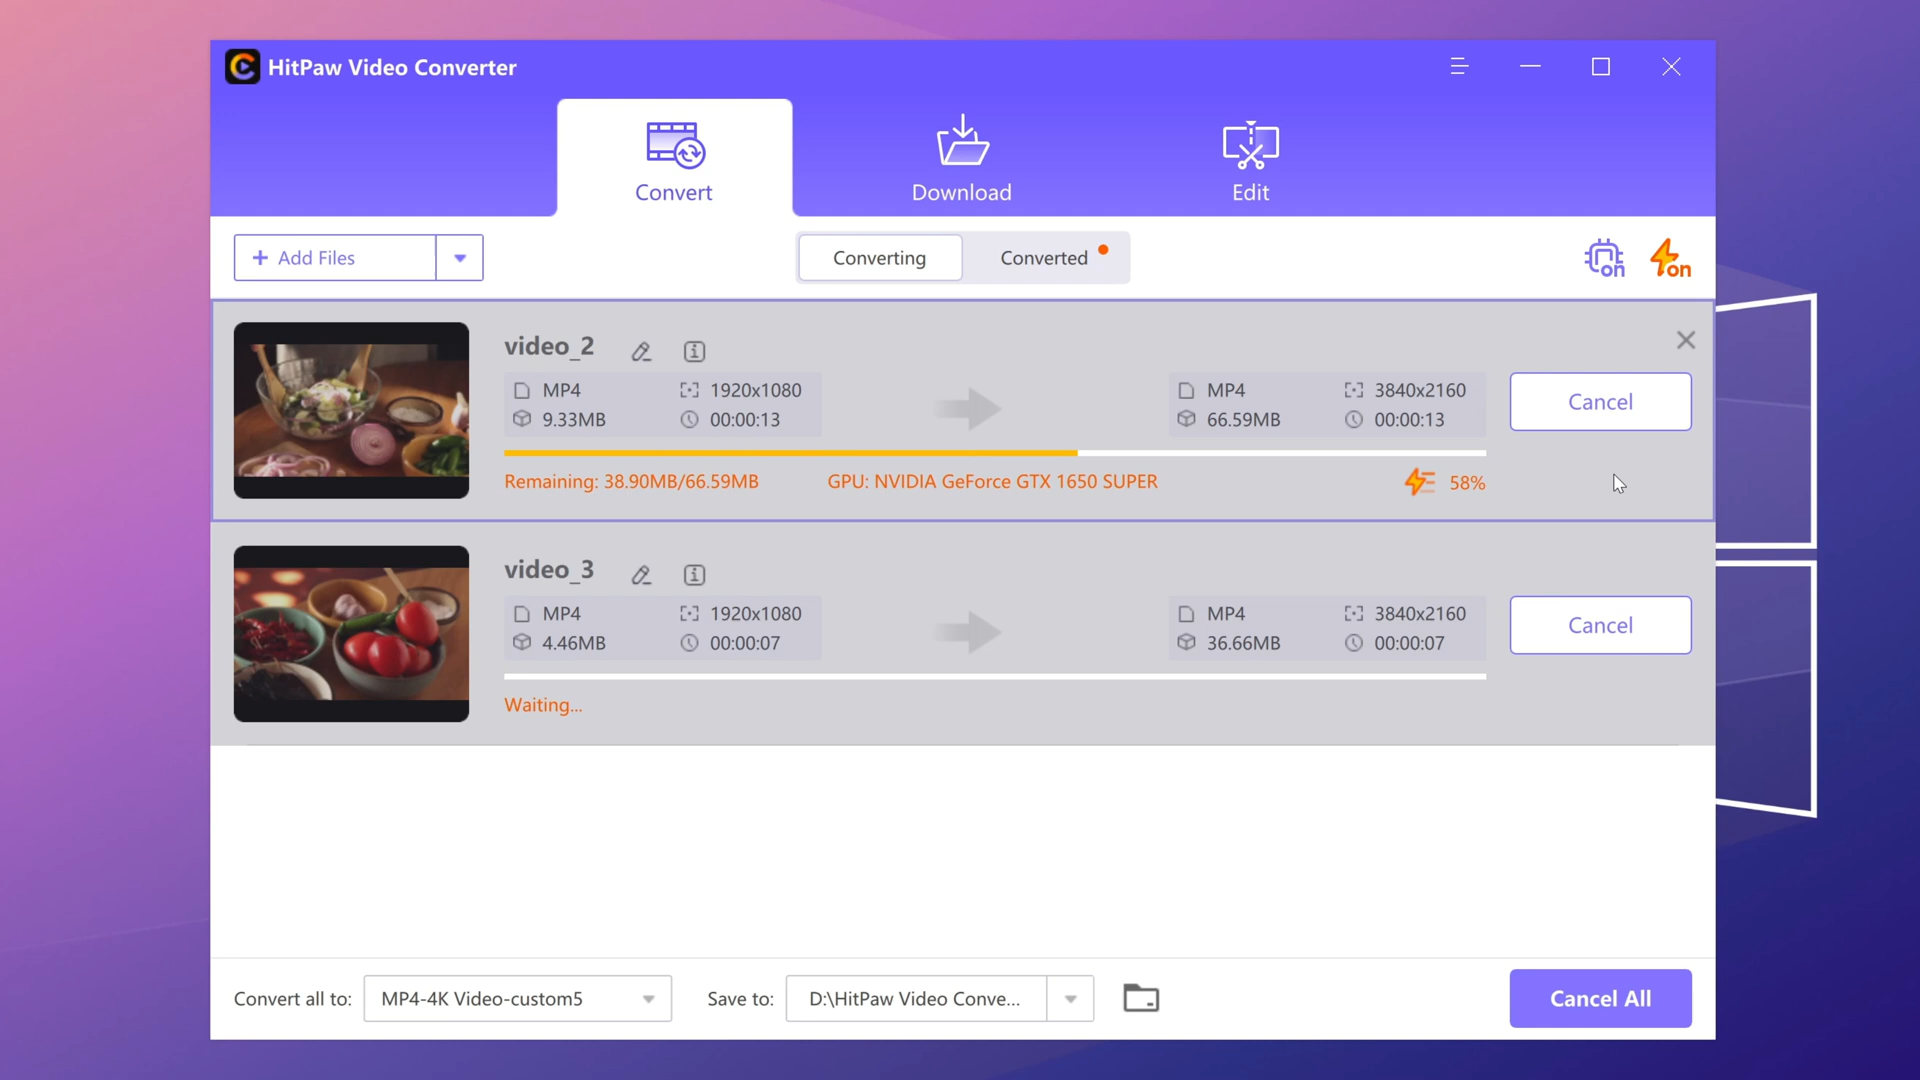 HitPaw Video Converter
Convert
Download
Edit
+ Add Files
Converting
Converted
on
on
video_2
MP4
1920x1080
9.33MB
00:00:13
MP4
3840x2160
66.59MB
00:00:13
Cancel
Remaining: 38.90MB/66.59MB
GPU: NVIDIA GeForce GTX 1650 SUPER
58%
video_3
MP4
1920x1080
4.46MB
00:00:07
MP4
3840x2160
36.66MB
00:00:07
Cancel
Waiting...
Convert all to:
MP4-4K Video-custom5
Save to:
D:\HitPaw Video Conve...
Cancel All